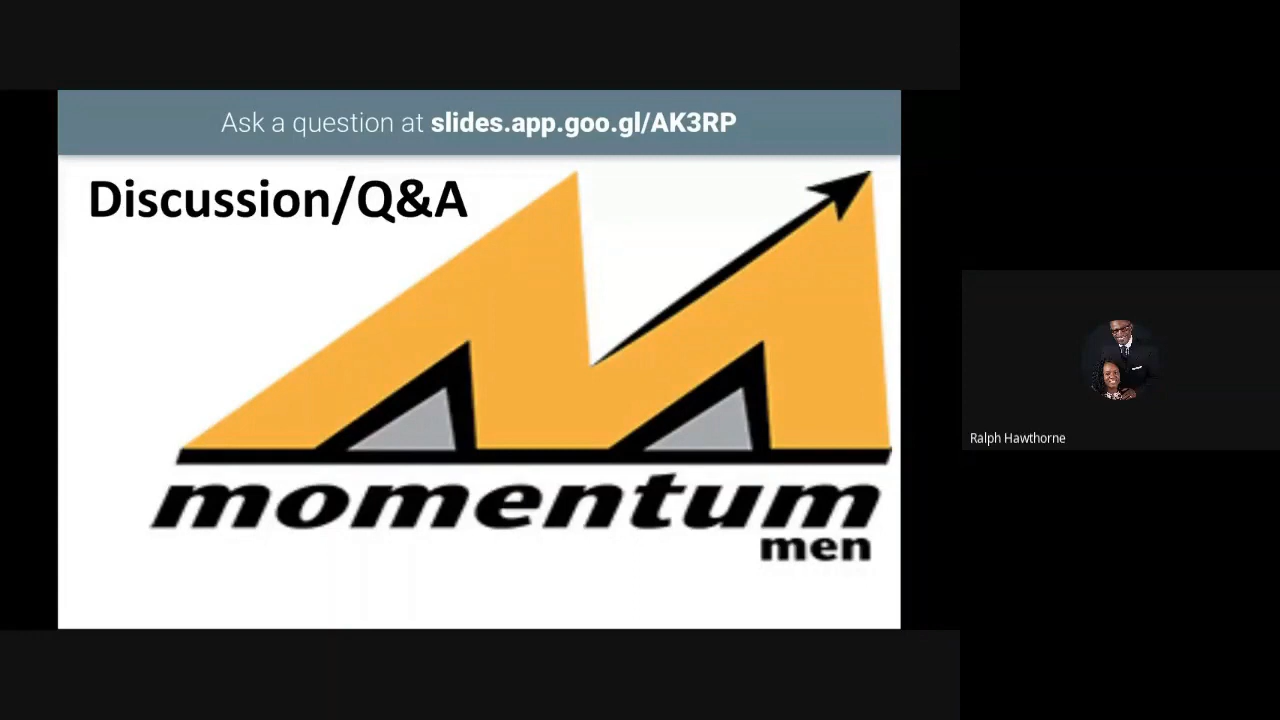 Ask a question at slides.app.goo.gl/AK3RP
Discussion/Q&A
momentum
men
Ralph Hawthorne